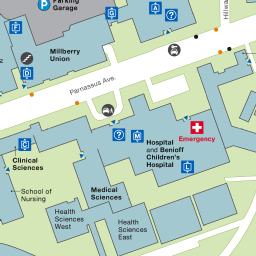 Parking
Garage
G
A
?
F
Hillw
Millberry
Union
D
Parnassus Ave.
?
M
C
Hospital
and Benioff
Children's
Hospital
Emergency
L
Clinical
Sciences
School of
Nursing
Medical
Sciences
Health
Sciences
West
Health
Sciences
East